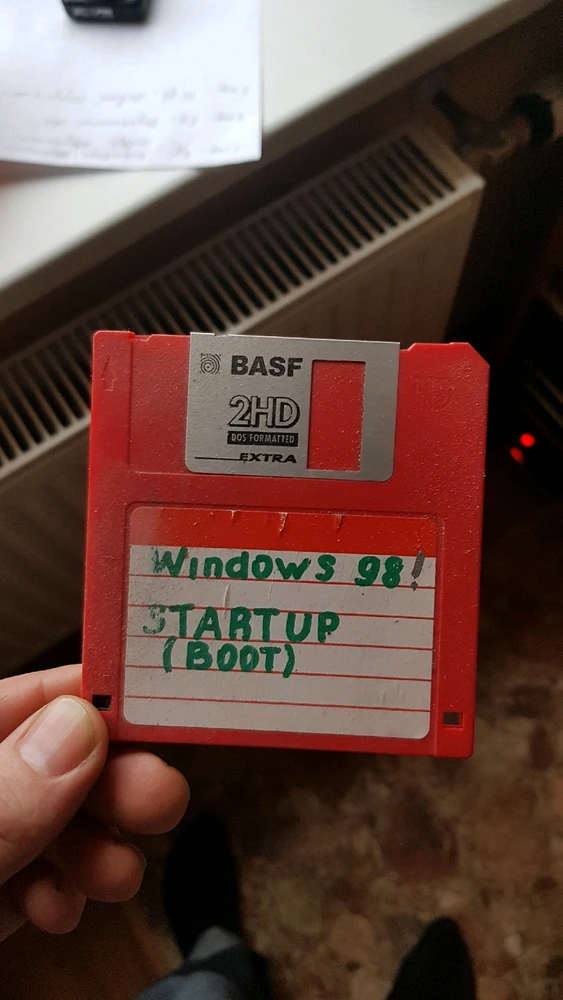 BASF
2HD
DOS FORMATTED
EXTRA
Windows 98!
STARTUP
(BOOT)